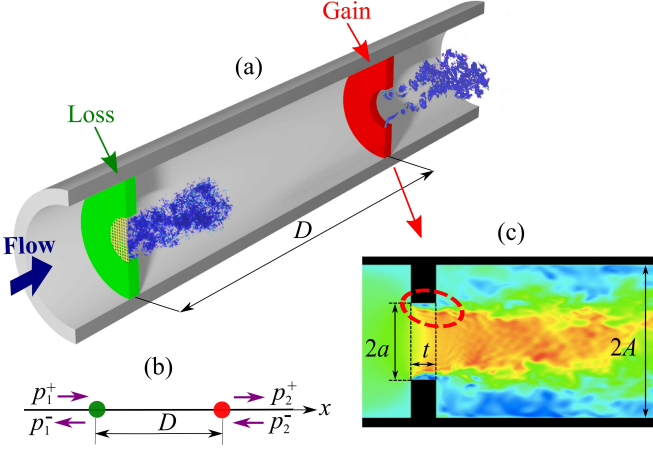 Gain
(a)
Loss
D
Flow
(c)
(b)
2a
t
2A
p₁⁺
p₂⁺
x
p₁⁻
D
p₂⁻